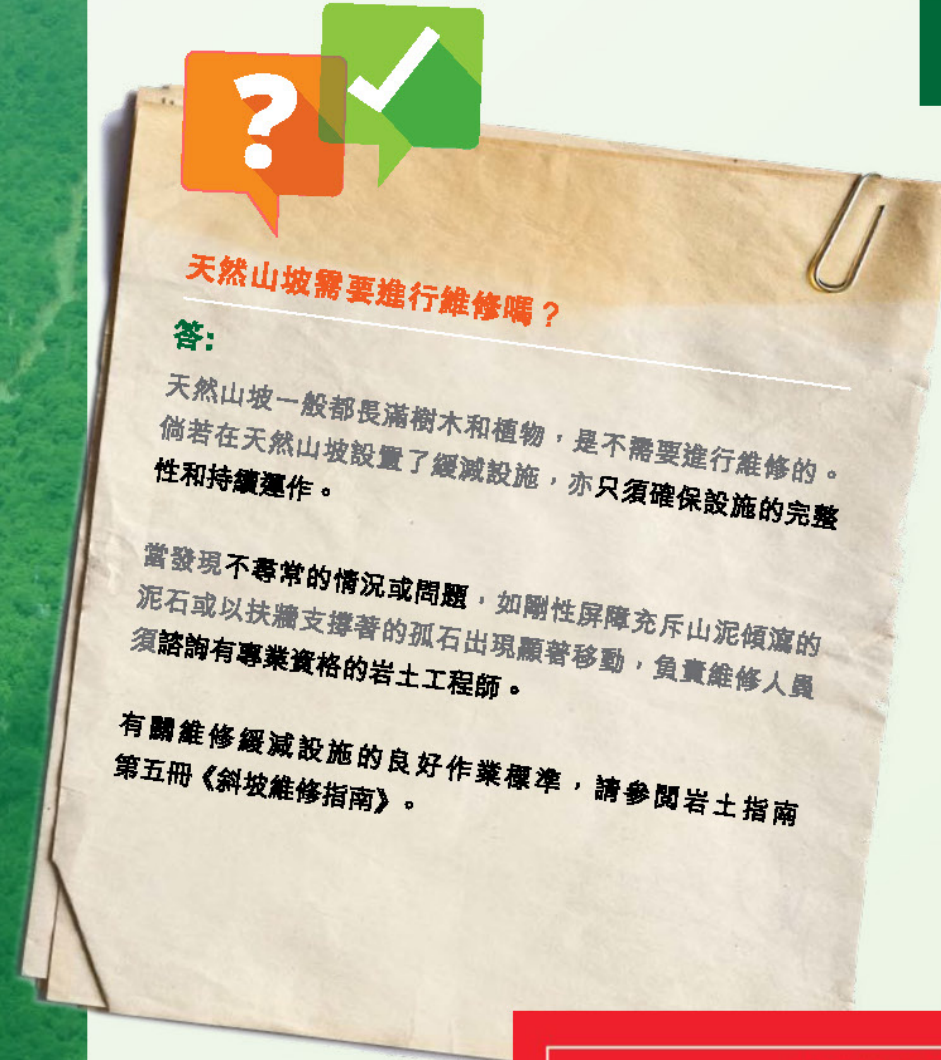 ?
天然山坡需要進行維修嗎？
答:
天然山坡一般都長滿樹木和植物，是不需要進行維修的。
倘若在天然山坡設置了緩減設施，亦只須確保設施的完整
性和持續運作。
當發現不尋常的情況或問題，如剛性屏障充斥山泥傾瀉的
泥石或以扶牆支撐著的孤石出現顯著移動，負責維修人員
須諮詢有專業資格的岩土工程師。
有關維修緩減設施的良好作業標準，請參閱岩土指南
第五冊《斜坡維修指南》。